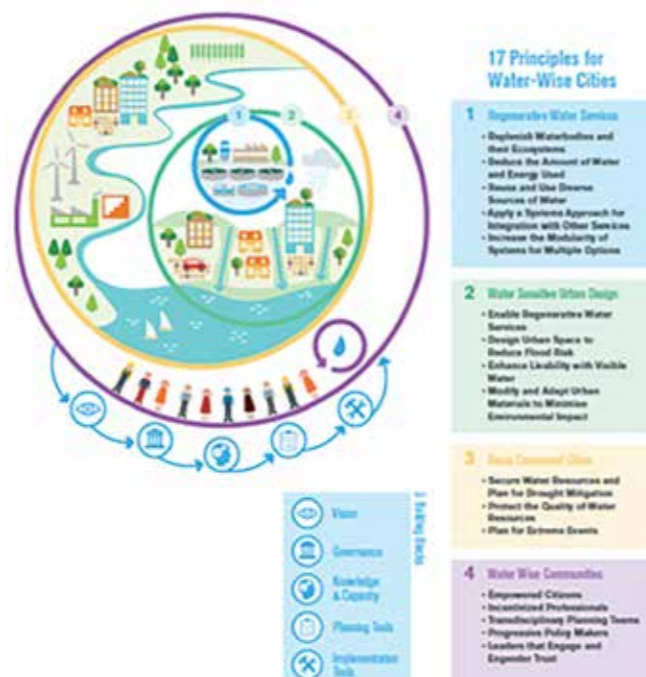 1
2
3
4
17 Principles for
Water-Wise Cities
1 Regenerative Water Services
• Replenish Waterbodies and
their Ecosystems
• Reduce the Amount of Water
and Energy Used
• Reuse and Use Diverse
Sources of Water
• Apply a Systems Approach for
Integration with Other Services
• Increase the Modularity of
Systems for Multiple Options
2 Water Sensitive Urban Design
• Enable Regenerative Water
Services
• Design Urban Space to
Reduce Flood Risk
• Enhance Liveability with Visible
Water
• Modify and Adapt Urban
Materials to Minimise
Environmental Impact
3 Basin Connected Cities
• Secure Water Resources and
Plan for Drought Mitigation
• Protect the Quality of Water
Resources
• Plan for Extreme Events
4 Water Wise Communities
• Empowered Citizens
• Incentivized Professionals
• Transdisciplinary Planning Teams
• Progressive Policy Makers
• Leaders that Engage and
Engender Trust
5 Building Blocks
Vision
Governance
Knowledge
& Capacity
Planning Tools
Implementation
Tools